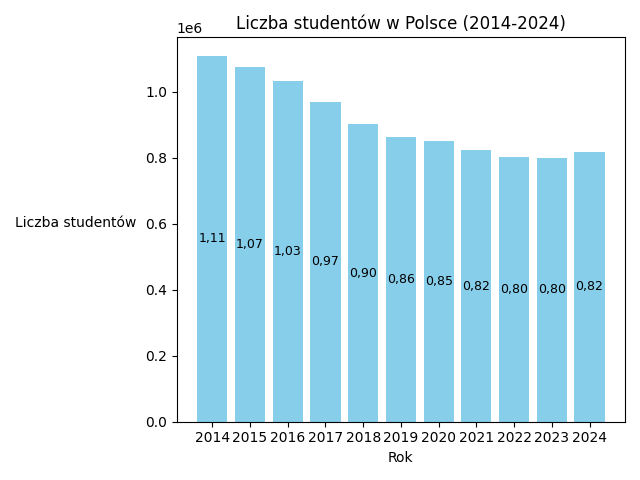 Liczba studentów w Polsce (2014-2024)
1e6
1.0
0.8
0.6
0.4
0.2
0.0
Liczba studentów
1,11 1,07 1,03 0,97 0,90 0,86 0,85 0,82 0,80 0,80 0,82
2014 2015 2016 2017 2018 2019 2020 2021 2022 2023 2024
Rok